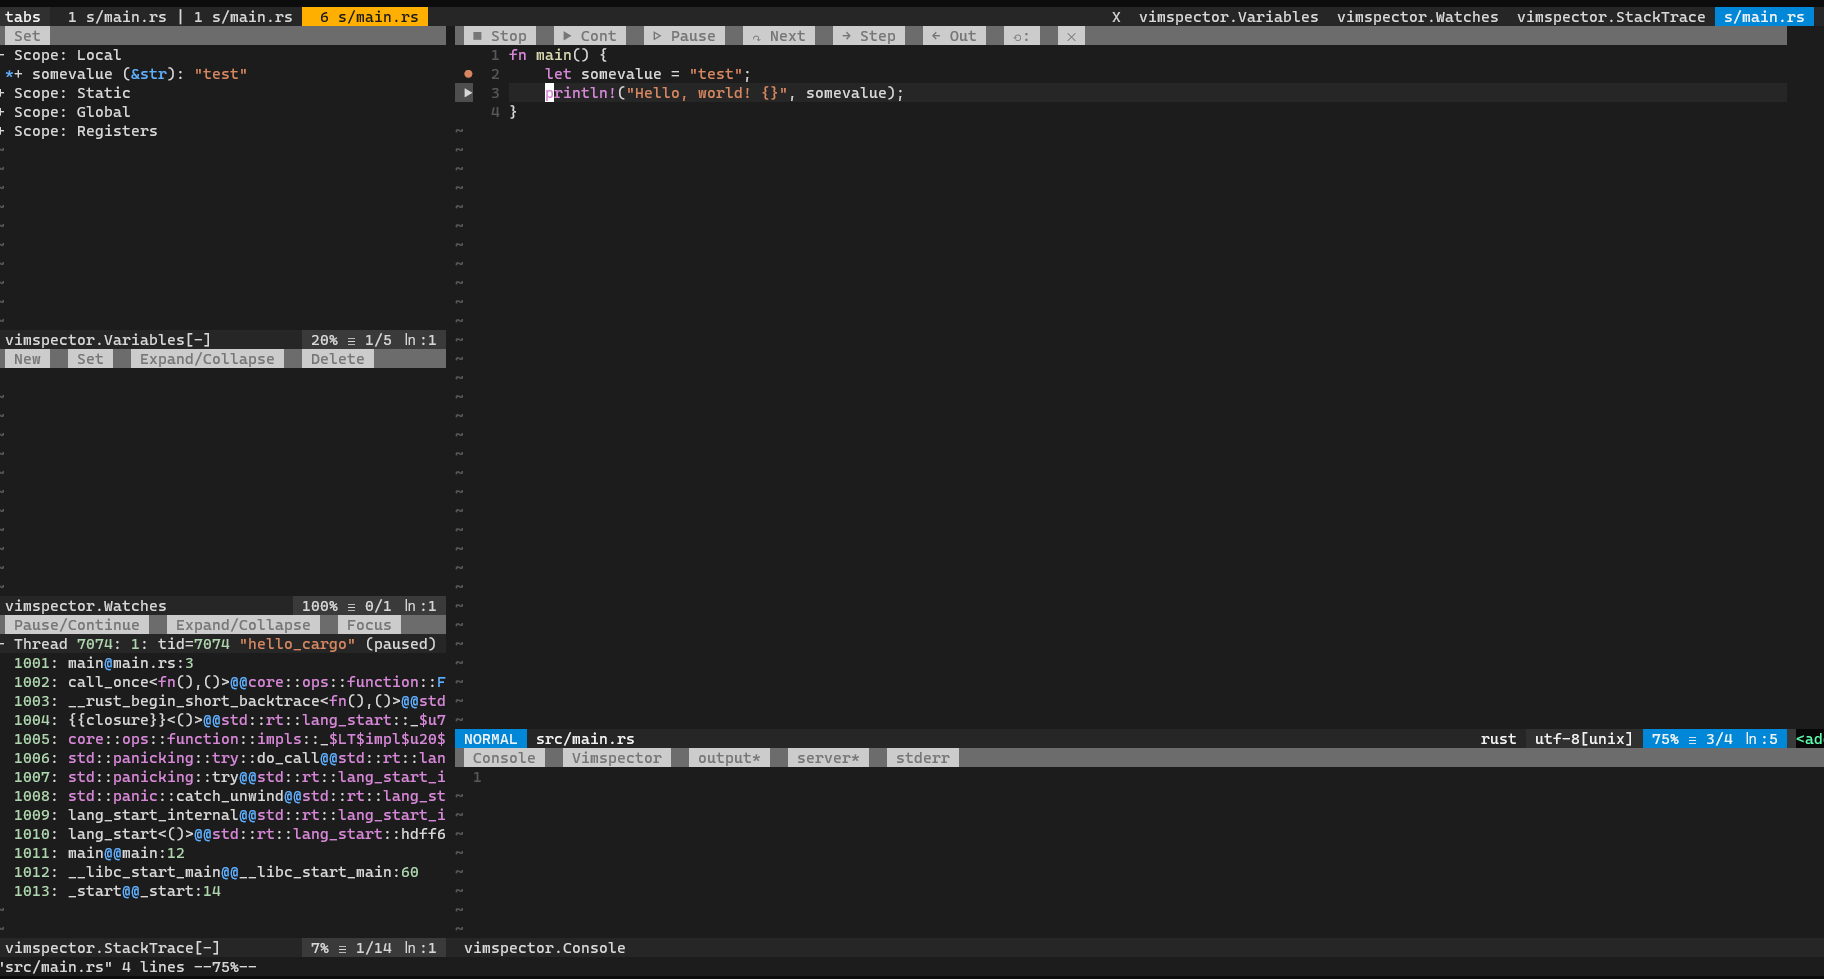 tabs  1 s/main.rs | 1 s/main.rs  6 s/main.rs  X  vimspector.Variables  vimspector.Watches  vimspector.StackTrace  s/main.rs
Set
- Scope: Local
*+ somevalue (&str): "test"
+ Scope: Static
+ Scope: Global
+ Scope: Registers
vimspector.Variables[-]  20% ≡ 1/5 ln:1
New  Set  Expand/Collapse  Delete
vimspector.Watches  100% ≡ 0/1 ln:1
Pause/Continue  Expand/Collapse  Focus
- Thread 7074: 1: tid=7074 "hello_cargo" (paused)
1001: main@main.rs:3
1002: call_once<fn(),()>@@core::ops::function::F
1003: __rust_begin_short_backtrace<fn(),()>@@std
1004: {{closure}}<()>@@std::rt::lang_start::_$u7
1005: core::ops::function::impls::_$LT$impl$u20$
1006: std::panicking::try::do_call@@std::rt::lan
1007: std::panicking::try@@std::rt::lang_start_i
1008: std::panic::catch_unwind@@std::rt::lang_st
1009: lang_start_internal@@std::rt::lang_start_i
1010: lang_start<()>@@std::rt::lang_start::hdff6
1011: main@@main:12
1012: __libc_start_main@@__libc_start_main:60
1013: _start@@_start:14
vimspector.StackTrace[-]  7% ≡ 1/14 ln:1
"src/main.rs" 4 lines --75%--
■ Stop  ▶ Cont  ▷ Pause  ↷ Next  → Step  ← Out  ⟲:  ✕
1 fn main() {
● 2     let somevalue = "test";
▶ 3     println!("Hello, world! {}", somevalue);
4 }
NORMAL  src/main.rs  rust  utf-8[unix]  75% ≡ 3/4 ln:5  <ad
Console  Vimspector  output*  server*  stderr
1
vimspector.Console